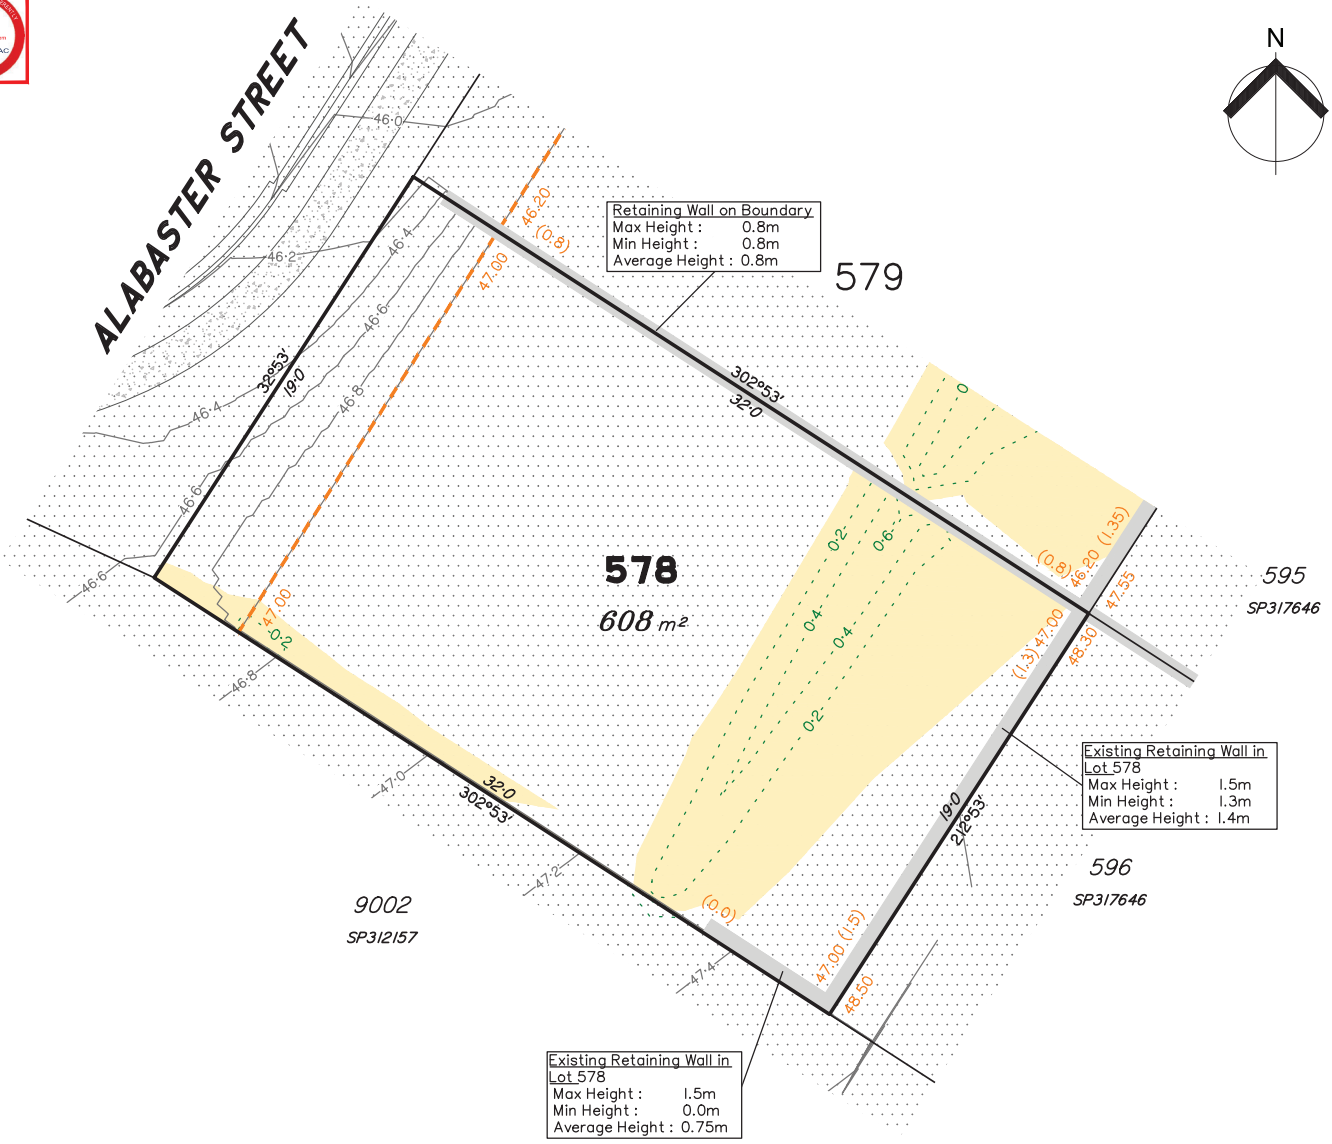 N
ALABASTER STREET
46·0
46·2
46·4
46·4
46·6
46·6
46·8
46·6
46·8
47·0
47·2
47·4
46.20
(0.8)
47.00
Retaining Wall on Boundary
Max Height : 0.8m
Min Height : 0.8m
Average Height : 0.8m
579
32°53'
19·0
302°53'
32·0
0
0·2
0·6
0·4
0·4
0·2
578
608 m²
(0.8)
46.20 (1.35)
47.55
(1.3) 47.00
48.30
595
SP317646
47.00
0·2
32·0
302°53'
Existing Retaining Wall in
Lot 578
Max Height : 1.5m
Min Height : 1.3m
Average Height : 1.4m
19·0
212°53'
596
SP317646
9002
SP312157
(0.0)
47.00 (1.5)
48.50
Existing Retaining Wall in
Lot 578
Max Height : 1.5m
Min Height : 0.0m
Average Height : 0.75m